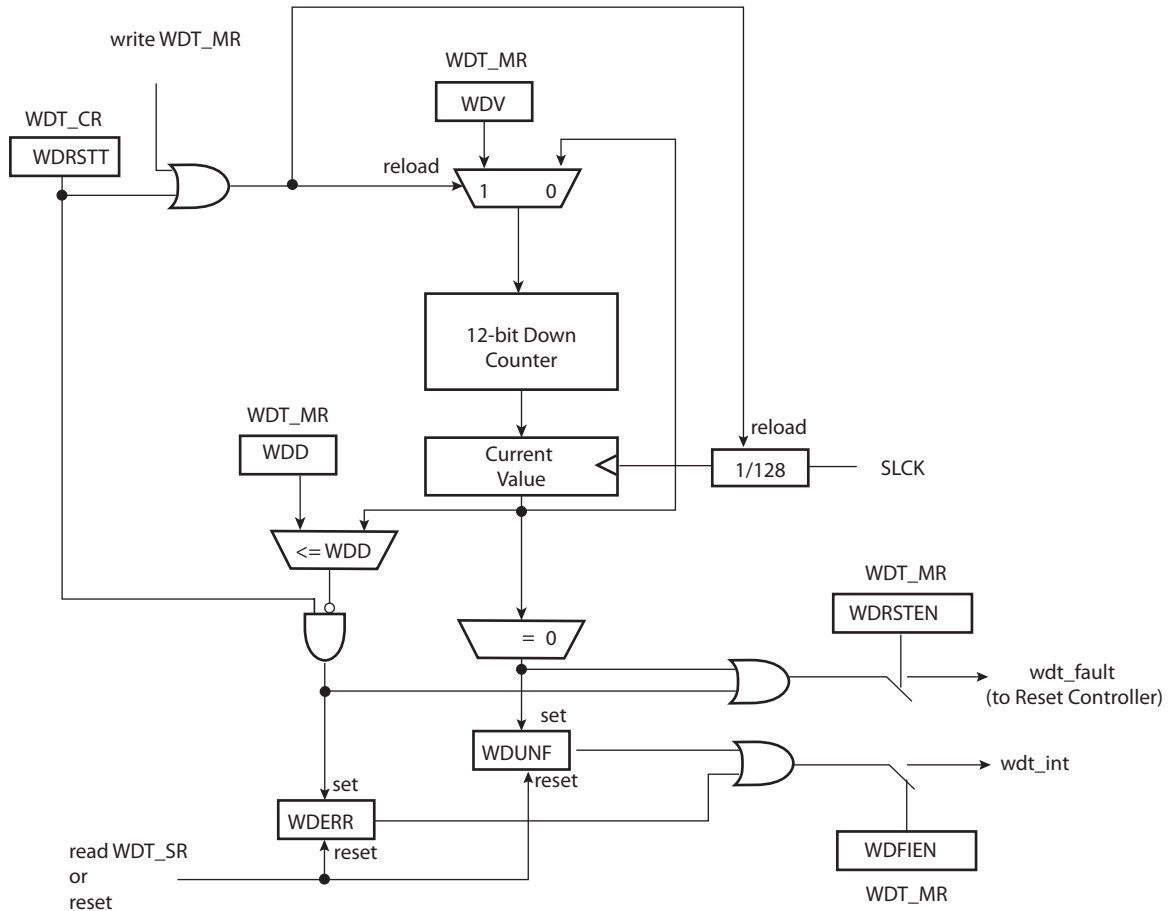 write WDT_MR
WDT_MR
WDV
WDT_CR
WDRSTT
reload
1 0
12-bit Down
Counter
WDT_MR
WDD
Current
Value
reload
1/128
SLCK
<= WDD
WDT_MR
WDRSTEN
= 0
wdt_fault
(to Reset Controller)
set
WDUNF
reset
wdt_int
set
WDERR
reset
read WDT_SR
or
reset
WDFIEN
WDT_MR